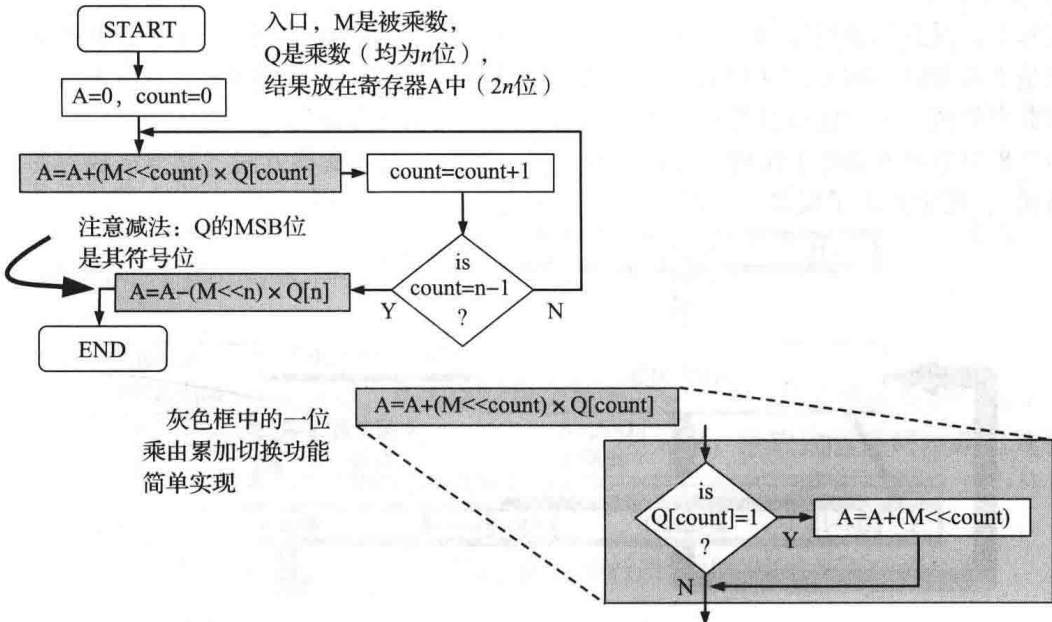 START
入口，M是被乘数，
Q是乘数（均为n位），
结果放在寄存器A中（2n位）
A=0，count=0
A=A+(M<<count)×Q[count]
count=count+1
注意减法：Q的MSB位
是其符号位
is
count=n−1
?
Y
N
A=A−(M<<n)×Q[n]
END
A=A+(M<<count)×Q[count]
灰色框中的一位
乘由累加切换功能
简单实现
is
Q[count]=1
?
Y
A=A+(M<<count)
N